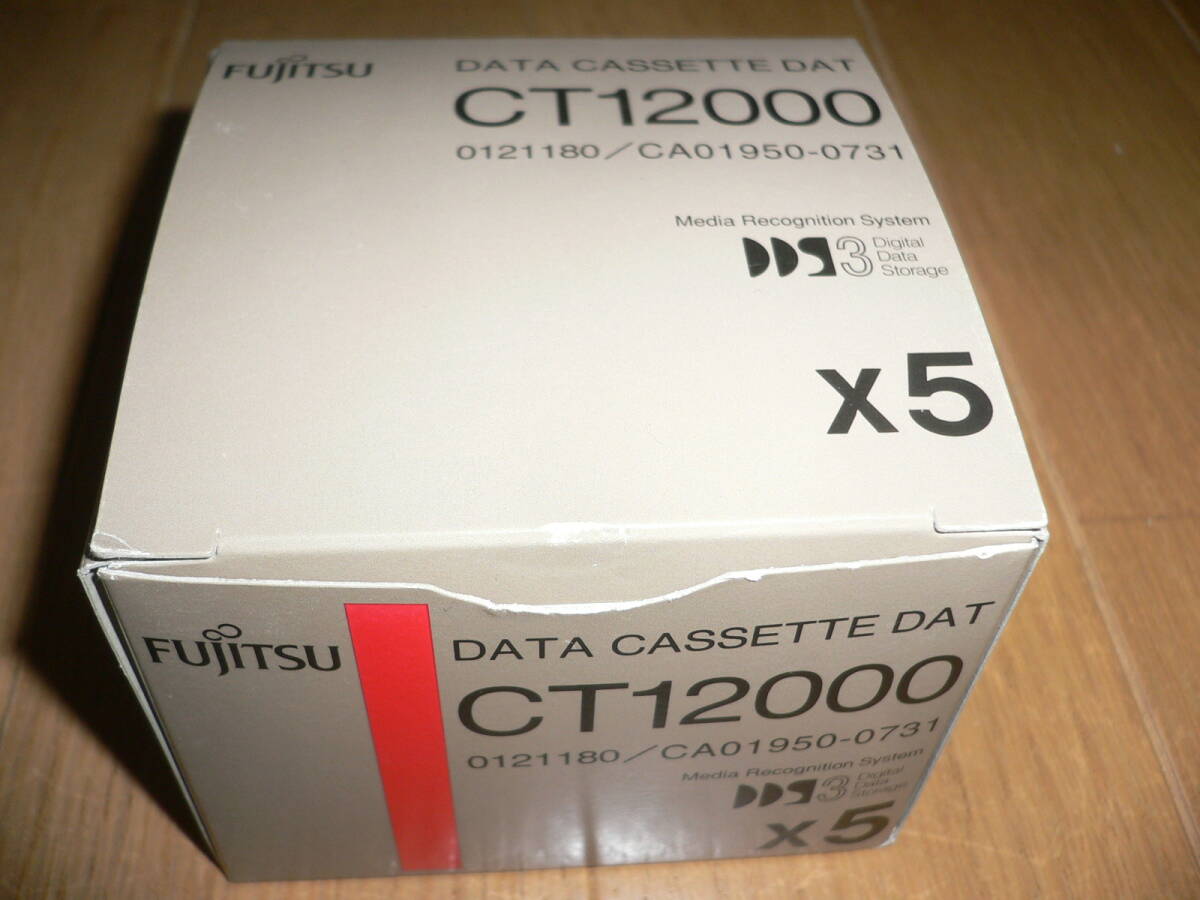 FUJITSU
DATA CASSETTE DAT
CT12000
0121180/CA01950-0731
Media Recognition System
DDS3 Digital
Data
Storage
x5
FUJITSU
DATA CASSETTE DAT
CT12000
0121180/CA01950-0731
Media Recognition System
DDS3 Digital
Data
Storage
x5